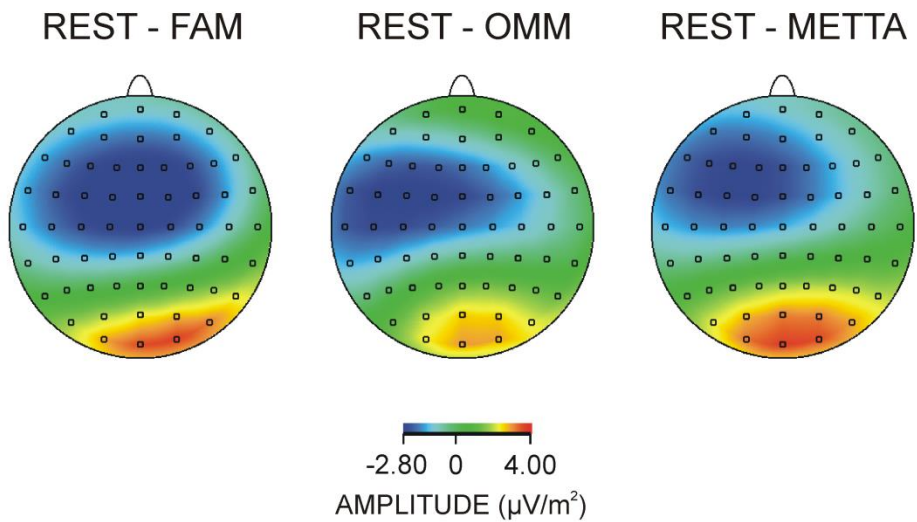 REST - FAM REST - OMM REST - METTA
-2.80 0 4.00
AMPLITUDE (µV/m²)